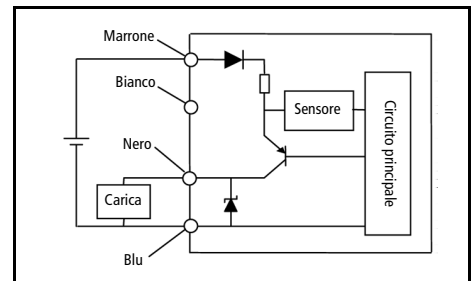 Marrone
Bianco
Sensore
Nero
Circuito principale
Carica
Blu